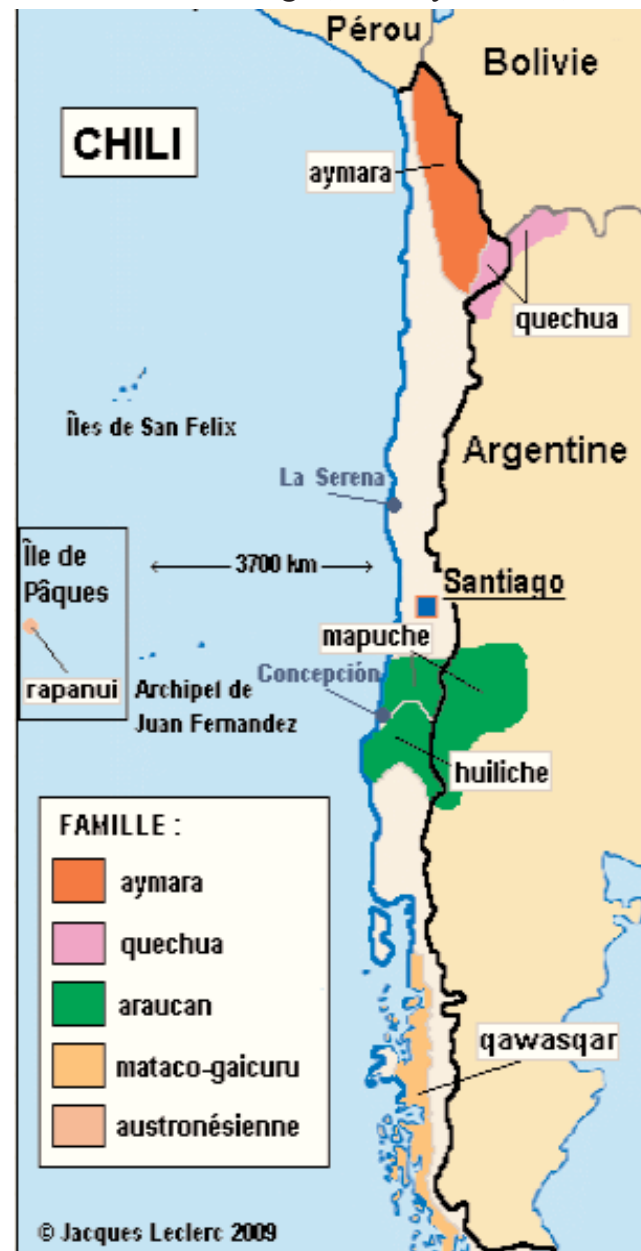 Pérou
Bolivie
CHILI
aymara
quechua
Îles de San Felix
Argentine
La Serena
Île de
Pâques
3700 km
Santiago
mapuche
rapanui
Archipel de
Juan Fernandez
Concepción
huiliche
FAMILLE :
aymara
quechua
araucan
mataco-gaicuru
austronésienne
qawasqar
© Jacques Leclerc 2009